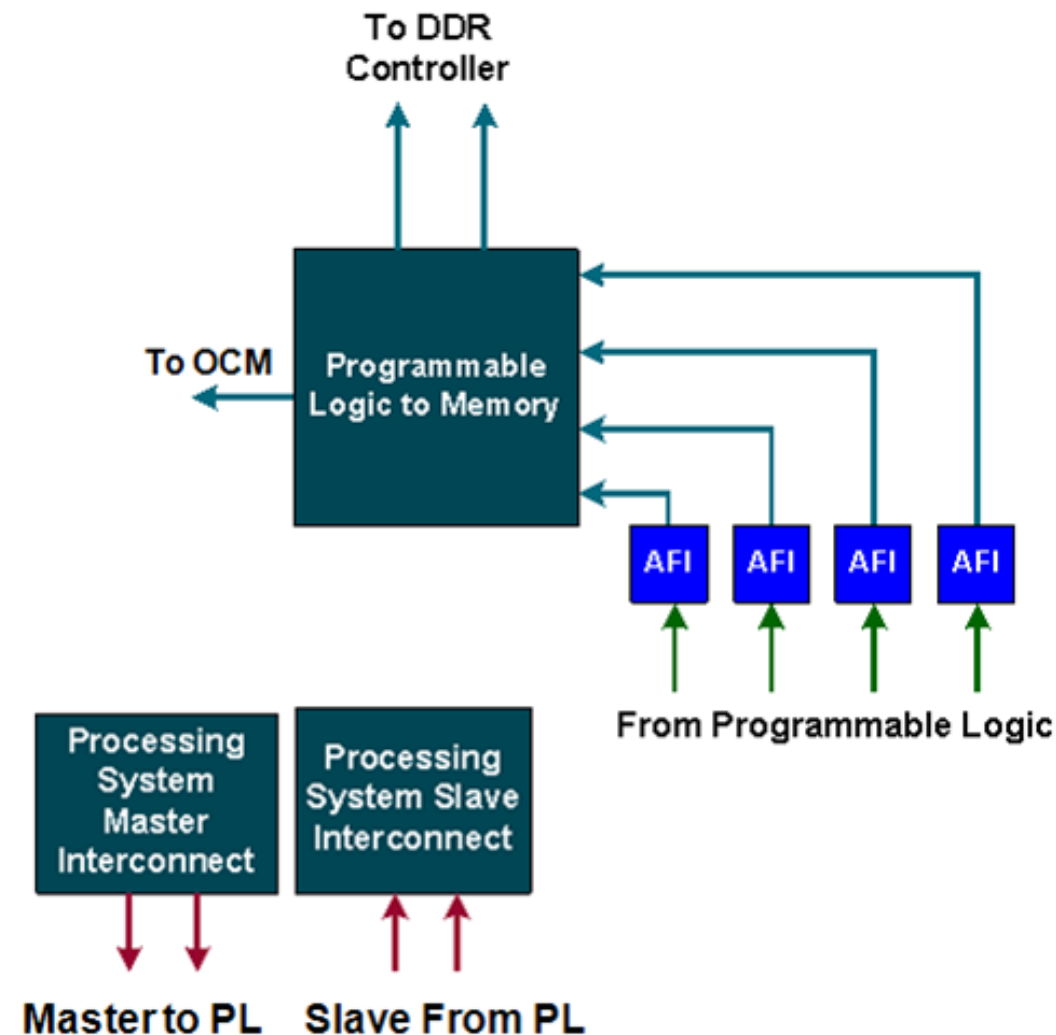 To DDR
Controller
To OCM
Programmable
Logic to Memory
AFI
AFI
AFI
AFI
From Programmable Logic
Processing
System
Master
Interconnect
Processing
System Slave
Interconnect
Master to PL
Slave From PL